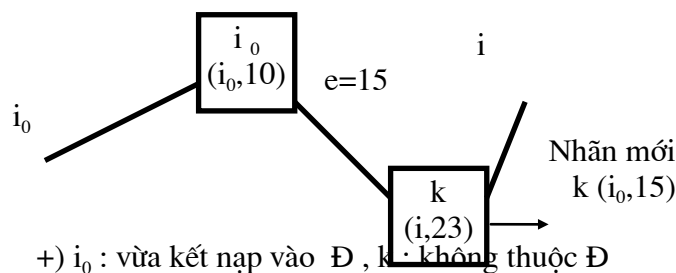 i₀
(i₀,10)
i
e=15
i₀
Nhãn mới
k (i₀,15)
k
(i,23)
+) i₀ : vừa kết nạp vào Đ , k : không thuộc Đ